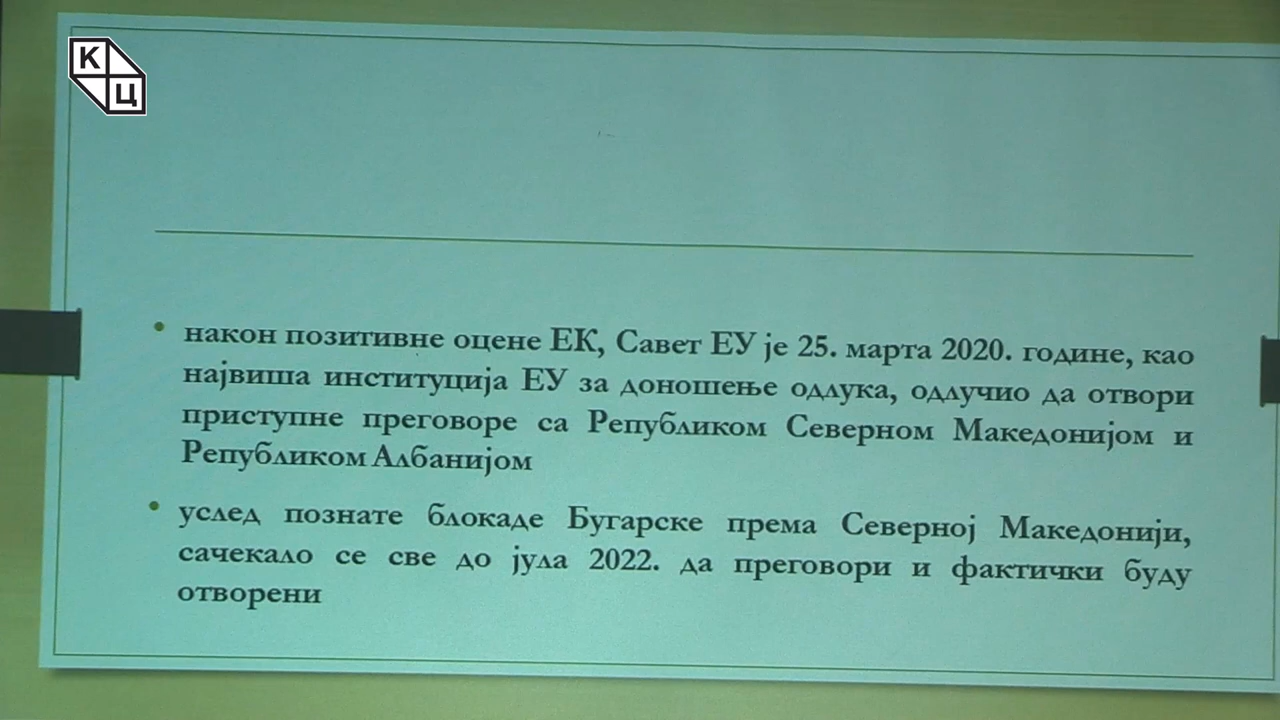 К
Ц
након позитивне оцене ЕК, Савет ЕУ је 25. марта 2020. године, као
највиша институција ЕУ за доношење одлука, одлучио да отвори
приступне преговоре са Републиком Северном Македонијом и
Републиком Албанијом
услед познате блокаде Бугарске према Северној Македонији,
сачекало се све до јула 2022. да преговори и фактички буду
отворени